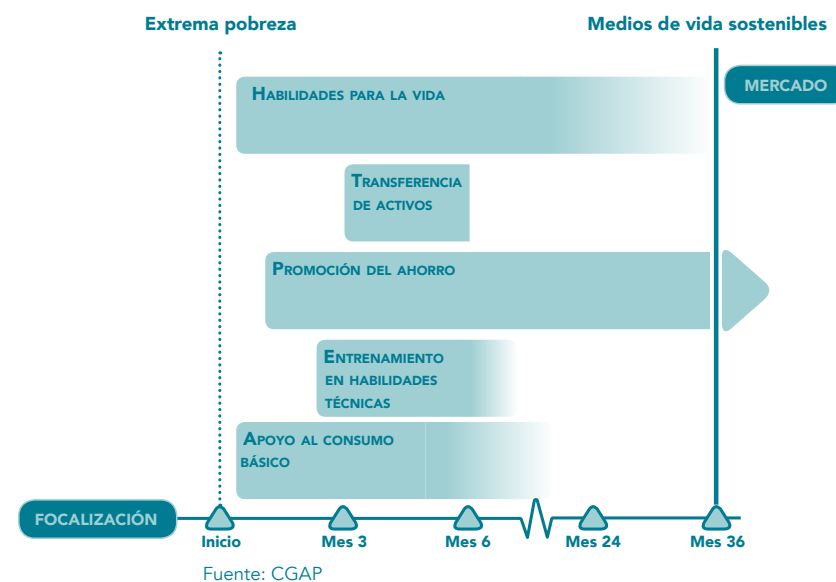 Extrema pobreza
Medios de vida sostenibles
MERCADO
HABILIDADES PARA LA VIDA
TRANSFERENCIA
DE ACTIVOS
PROMOCIÓN DEL AHORRO
ENTRENAMIENTO
EN HABILIDADES
TÉCNICAS
APOYO AL CONSUMO
BÁSICO
FOCALIZACIÓN
Inicio
Mes 3
Mes 6
Mes 24
Mes 36
Fuente: CGAP